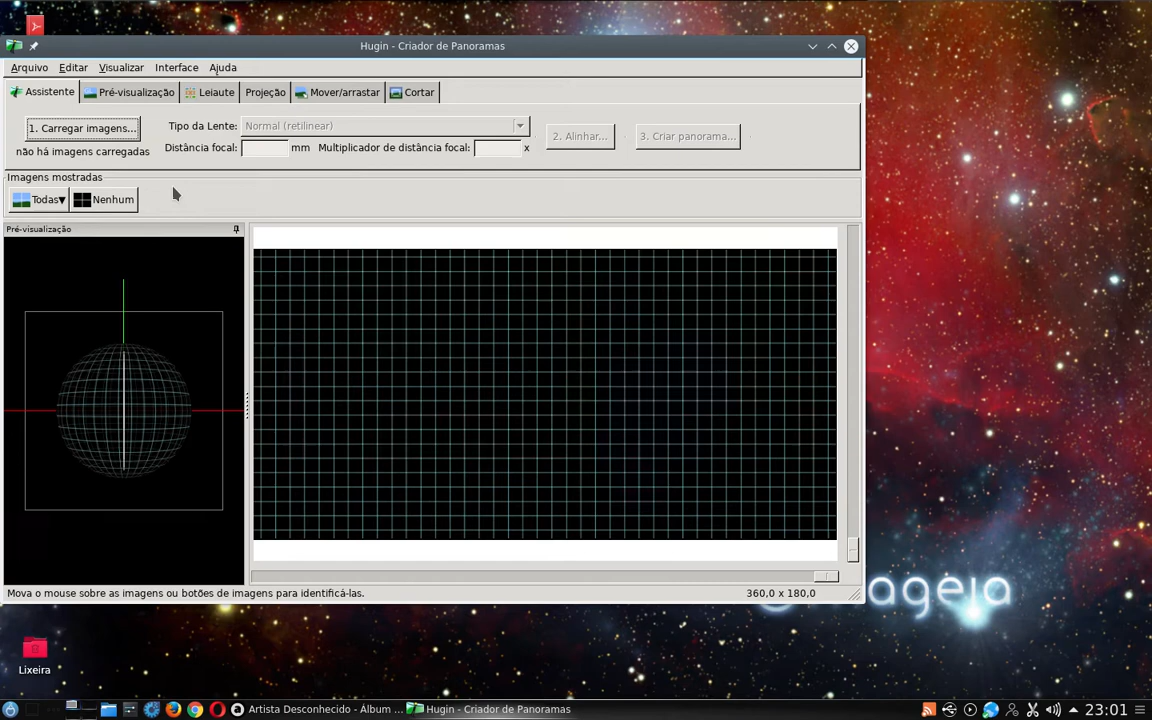 Hugin - Criador de Panoramas
Arquivo Editar Visualizar Interface Ajuda
Assistente Pré-visualização Leiaute Projeção Mover/arrastar Cortar
1. Carregar imagens... Tipo da Lente: Normal (retilinear) 2. Alinhar... 3. Criar panorama...
não há imagens carregadas Distância focal: mm Multiplicador de distância focal: x
Imagens mostradas
Todas Nenhum
Pré-visualização
Mova o mouse sobre as imagens ou botões de imagens para identificá-las. 360,0 x 180,0
ageia
Lixeira
Artista Desconhecido - Álbum ... Hugin - Criador de Panoramas 23:01